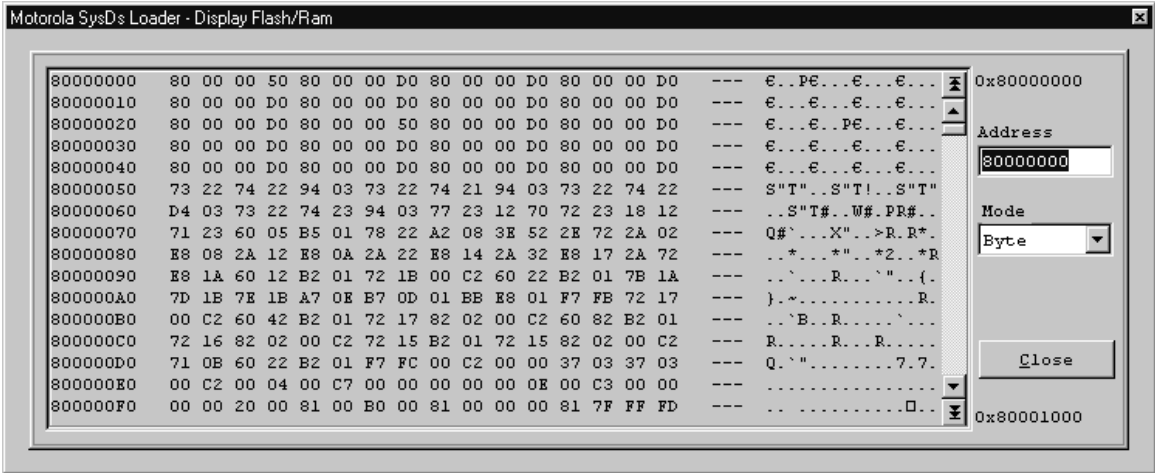 Motorola SysDs Loader - Display Flash/Ram
80000000 80 00 00 50 80 00 00 D0 80 00 00 D0 80 00 00 D0 --- €..P€...€...€... 0x80000000
80000010 80 00 00 D0 80 00 00 D0 80 00 00 D0 80 00 00 D0 --- €...€...€...€...
80000020 80 00 00 D0 80 00 00 50 80 00 00 D0 80 00 00 D0 --- €...€..P€...€...
Address
80000030 80 00 00 D0 80 00 00 D0 80 00 00 D0 80 00 00 D0 --- €...€...€...€...
80000040 80 00 00 D0 80 00 00 D0 80 00 00 D0 80 00 00 D0 --- €...€...€...€... 80000000
80000050 73 22 74 22 94 03 73 22 74 21 94 03 73 22 74 22 --- S"T"..S"T!..S"T"
80000060 D4 03 73 22 74 23 94 03 77 23 12 70 72 23 18 12 --- ..S"T#..W#.PR#.. Mode
80000070 71 23 60 05 B5 01 78 22 A2 08 3E 52 2E 72 2A 02 --- Q#`...X"..>R.R*. Byte
80000080 E8 08 2A 12 E8 0A 2A 22 E8 14 2A 32 E8 17 2A 72 --- ..*...*"..*2..*R
80000090 E8 1A 60 12 B2 01 72 1B 00 C2 60 22 B2 01 7B 1A --- ..`...R...`"..{.
800000A0 7D 1B 7E 1B A7 0E B7 0D 01 BB E8 01 F7 FB 72 17 --- }.~...........R.
800000B0 00 C2 60 42 B2 01 72 17 82 02 00 C2 60 82 B2 01 --- ..`B..R.....`...
800000C0 72 16 82 02 00 C2 72 15 B2 01 72 15 82 02 00 C2 --- R.....R...R.....
800000D0 71 0B 60 22 B2 01 F7 FC 00 C2 00 00 37 03 37 03 --- Q.`"........7.7. Close
800000E0 00 C2 00 04 00 C7 00 00 00 00 00 0E 00 C3 00 00 --- ................
800000F0 00 00 20 00 81 00 B0 00 81 00 00 00 81 7F FF FD --- .. ..........□.. 0x80001000